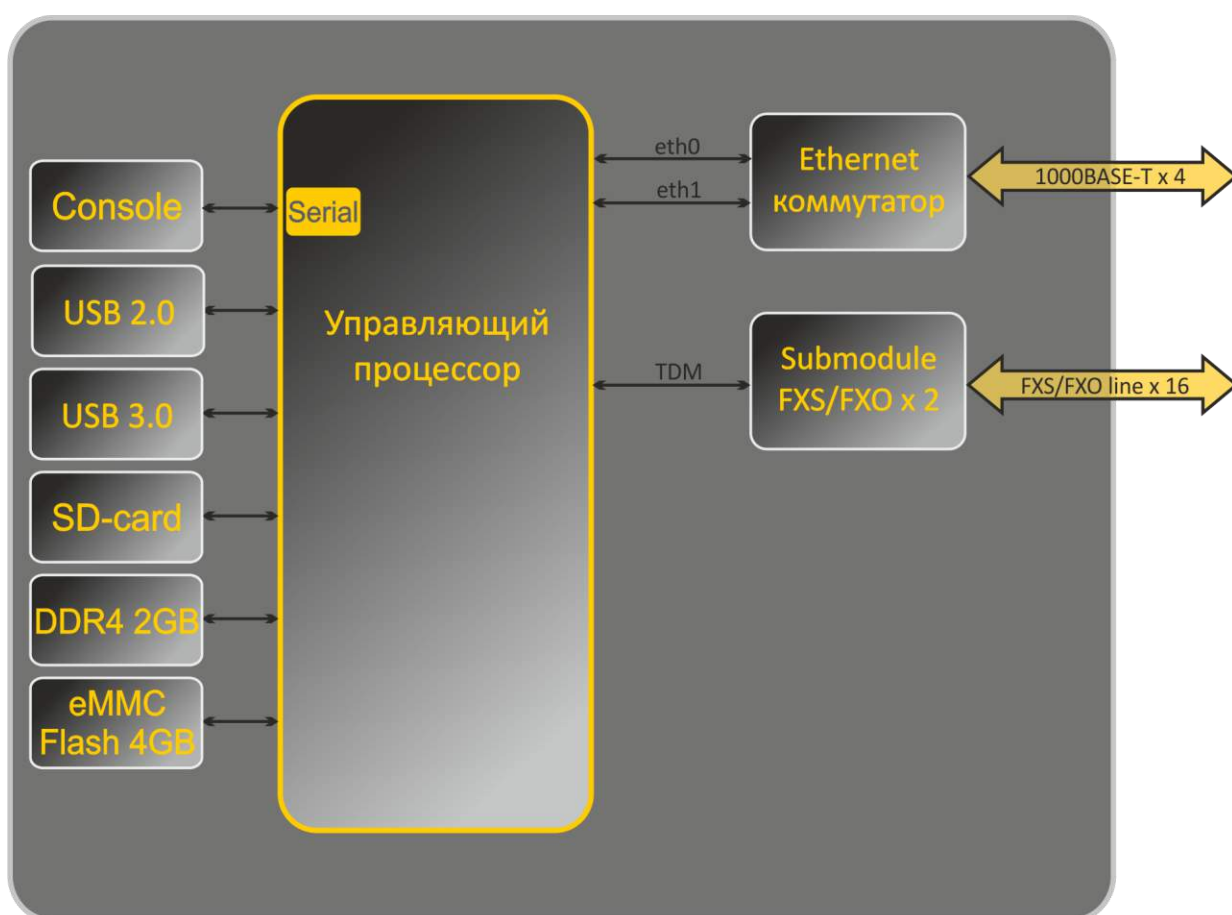 Console
Serial
USB 2.0
USB 3.0
SD-card
DDR4 2GB
eMMC
Flash 4GB
Управляющий
процессор
eth0
eth1
TDM
Ethernet
коммутатор
1000BASE-T x 4
Submodule
FXS/FXO x 2
FXS/FXO line x 16